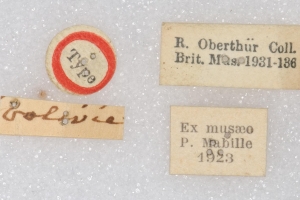 Type
R. Oberthür Coll.
Brit. Mus. 1931-136
Bolivie
Ex musæo
P. Mabille
1923